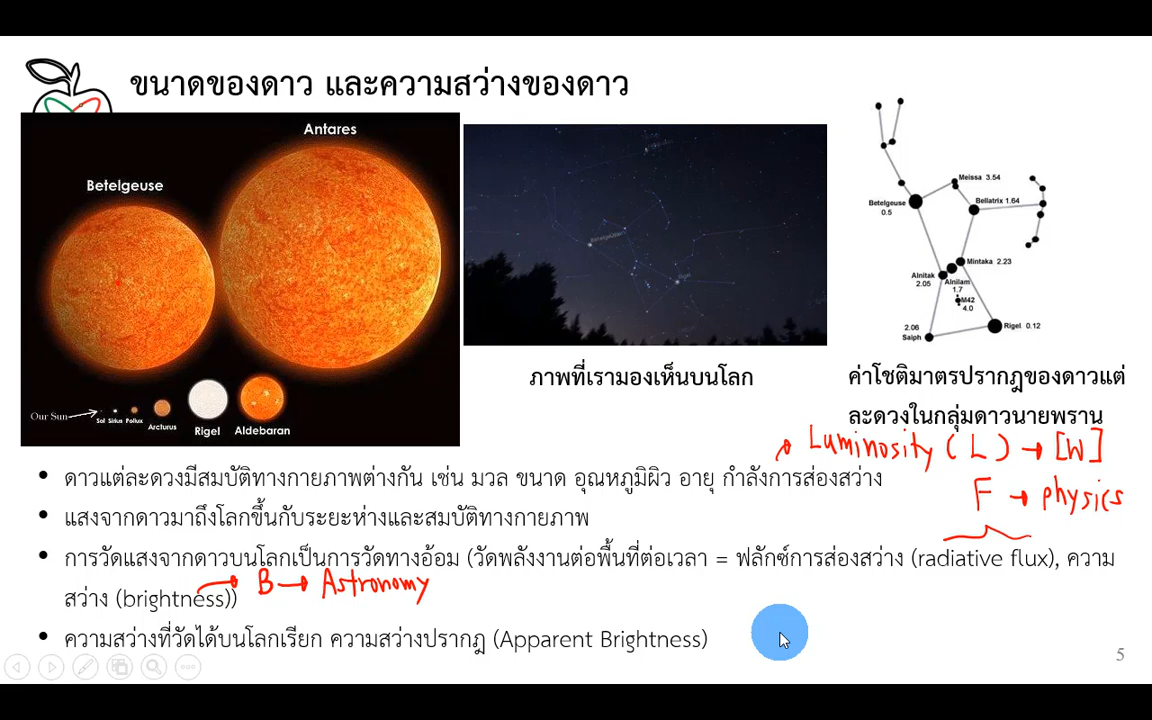 ขนาดของดาว และความสว่างของดาว
Antares
Betelgeuse
Our Sun
Sol Sirius Pollux
Arcturus
Rigel
Aldebaran
Betelgeuse
Rigel
ภาพที่เรามองเห็นบนโลก
Meissa 3.54
Betelgeuse
0.5
Bellatrix 1.64
Mintaka 2.23
Alnitak
2.05
Alnilam
1.7
M42
4.0
2.06
Saiph
Rigel 0.12
ค่าโชติมาตรปรากฎของดาวแต่
ละดวงในกลุ่มดาวนายพราน
Luminosity (L) → [W]
• ดาวแต่ละดวงมีสมบัติทางกายภาพต่างกัน เช่น มวล ขนาด อุณหภูมิผิว อายุ กำลังการส่องสว่าง
F → physics
• แสงจากดาวมาถึงโลกขึ้นกับระยะห่างและสมบัติทางกายภาพ
• การวัดแสงจากดาวบนโลกเป็นการวัดทางอ้อม (วัดพลังงานต่อพื้นที่ต่อเวลา = ฟลักซ์การส่องสว่าง (radiative flux), ความ
สว่าง (brightness))
→ B → Astronomy
• ความสว่างที่วัดได้บนโลกเรียก ความสว่างปรากฎ (Apparent Brightness)
5